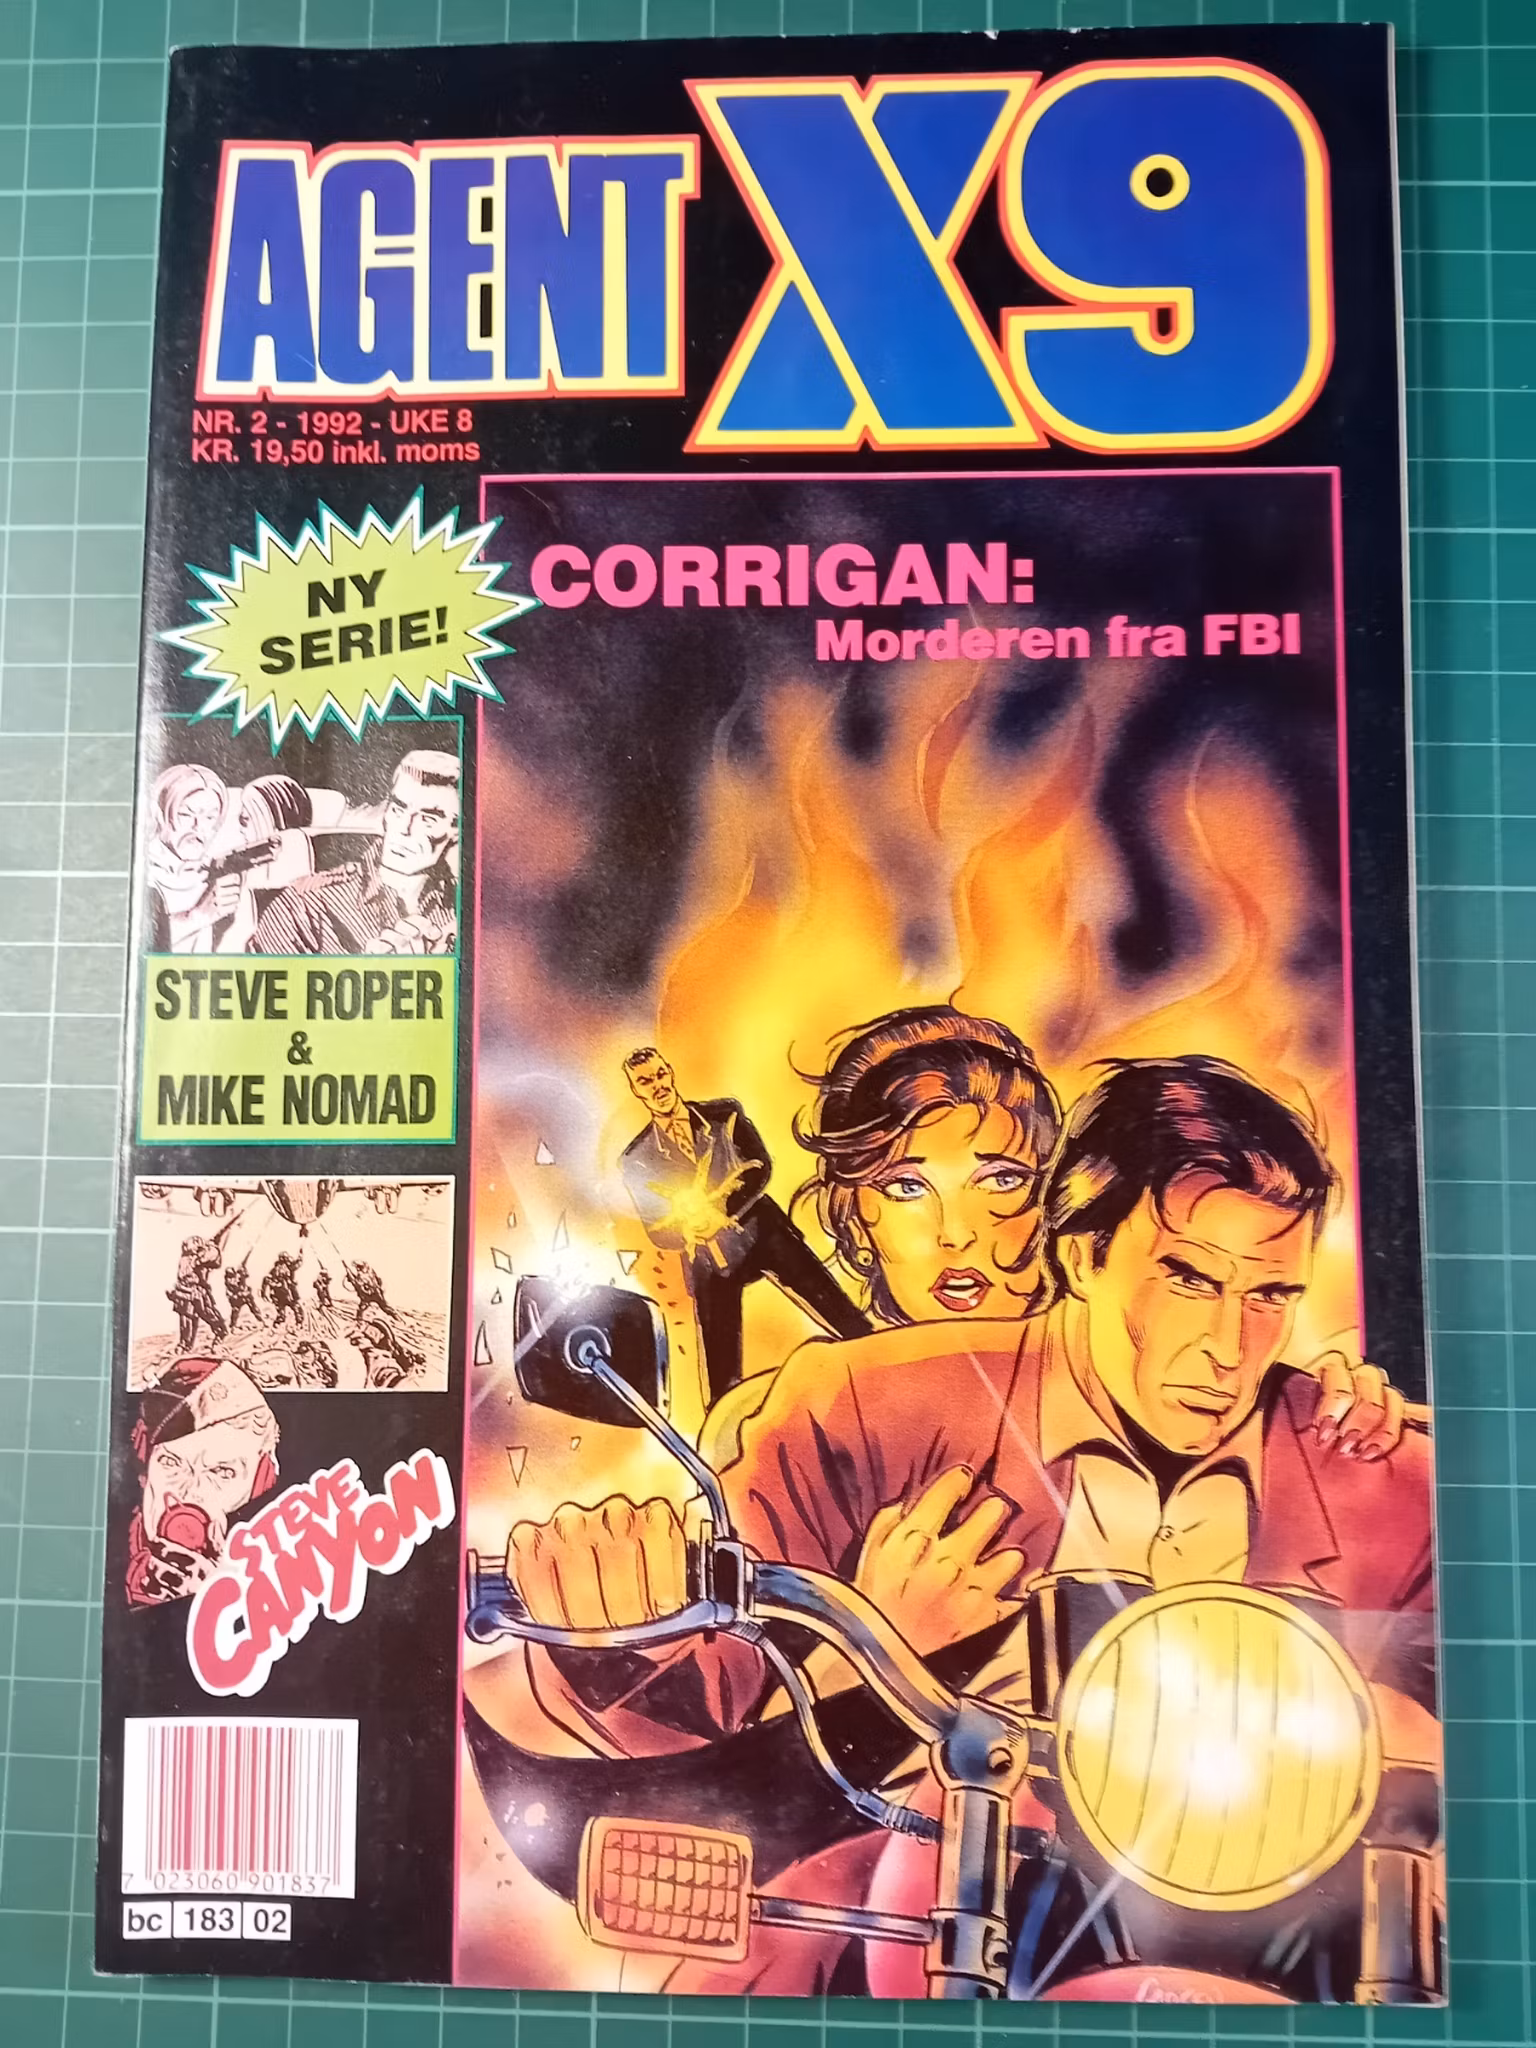 AGENT X9
NR. 2 - 1992 - UKE 8
KR. 19,50 inkl. moms
NY
SERIE!
CORRIGAN:
Morderen fra FBI
STEVE ROPER
&
MIKE NOMAD
STEVE
CANYON
7 023060 901837
bc 183 02